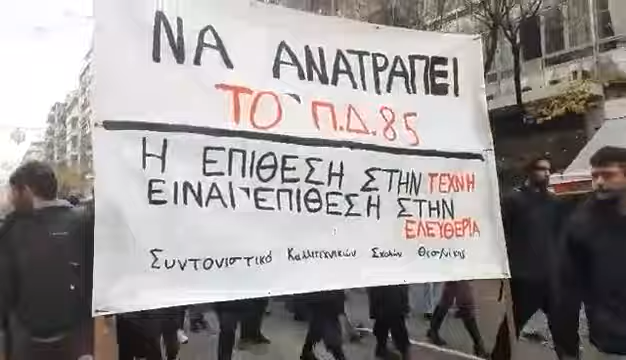 ΝΑ ΑΝΑΤΡΑΠΕΙ
ΤΟ Π.Δ.85
Η ΕΠΙΘΕΣΗ ΣΤΗΝ ΤΕΧΝΗ
ΕΙΝΑΙ ΕΠΙΘΕΣΗ ΣΤΗΝ
ΕΛΕΥΘΕΡΙΑ
Συντονιστικό Καλλιτεχνικών Σχολών Θεσ/νίκης